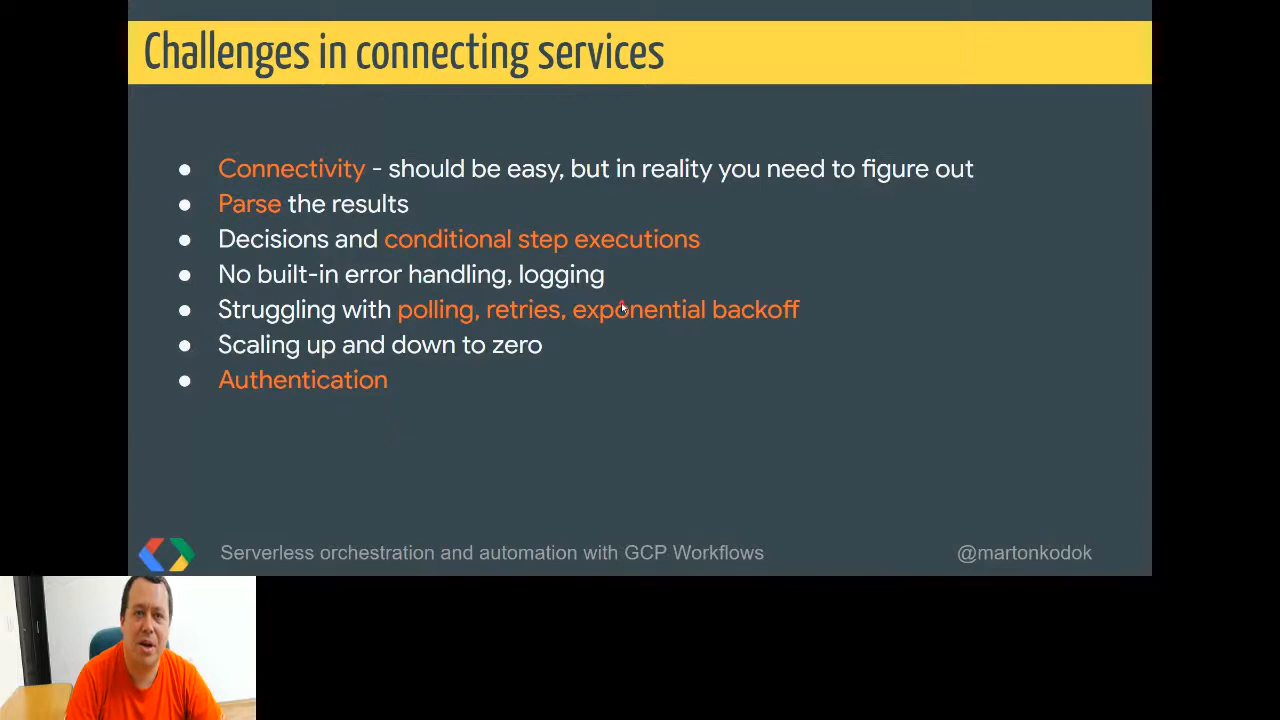 Challenges in connecting services
● Connectivity - should be easy, but in reality you need to figure out
● Parse the results
● Decisions and conditional step executions
● No built-in error handling, logging
● Struggling with polling, retries, exponential backoff
● Scaling up and down to zero
● Authentication
Serverless orchestration and automation with GCP Workflows
@martonkodok